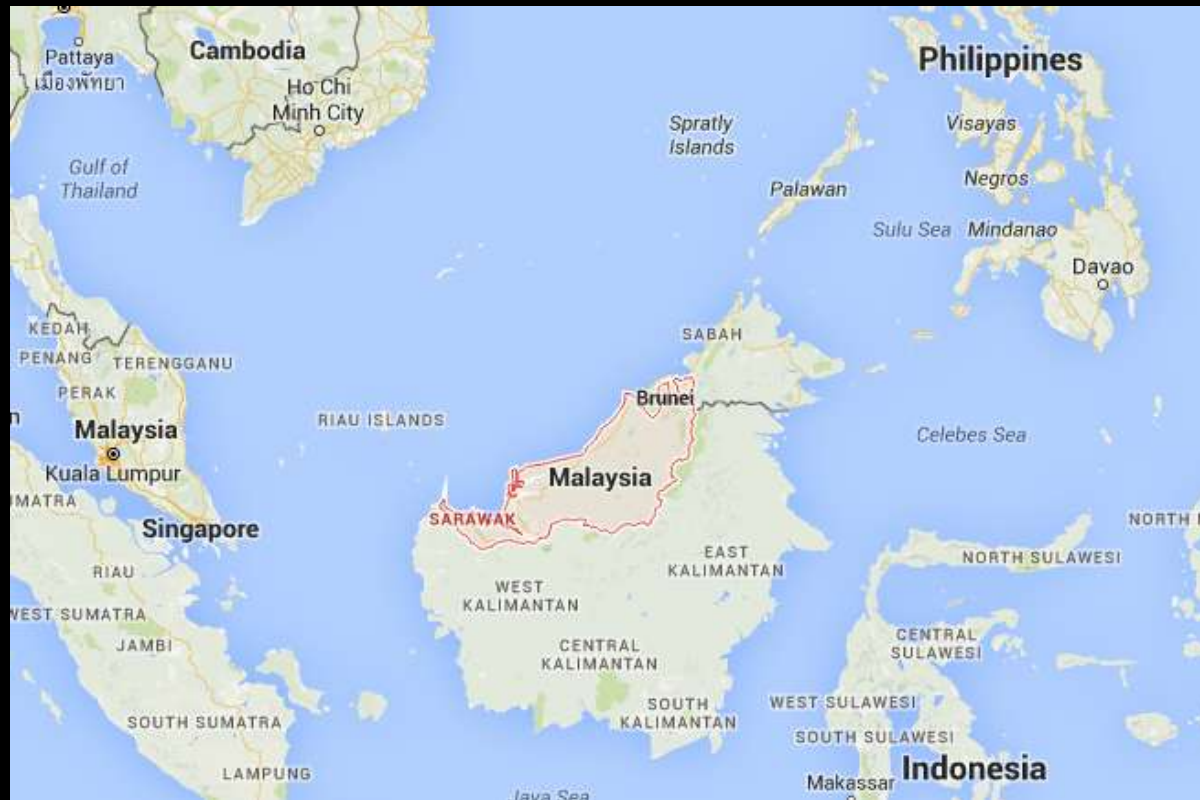 Cambodia
Philippines
Pattaya
เมืองพัทยา
Ho Chi
Minh City
Spratly
Islands
Visayas
Gulf of
Thailand
Palawan
Negros
Sulu Sea
Mindanao
Davao
KEDAH
PENANG
TERENGGANU
SABAH
PERAK
Brunei
RIAU ISLANDS
n
Malaysia
Celebes Sea
Kuala Lumpur
Malaysia
IMATRA
SARAWAK
Singapore
NORTH
EAST
KALIMANTAN
NORTH SULAWESI
RIAU
WEST
KALIMANTAN
WEST SUMATRA
JAMBI
CENTRAL
SULAWESI
CENTRAL
KALIMANTAN
WEST SULAWESI
SOUTH
KALIMANTAN
SOUTH SUMATRA
SOUTH SULAWESI
Indonesia
LAMPUNG
Makassar
Java Sea